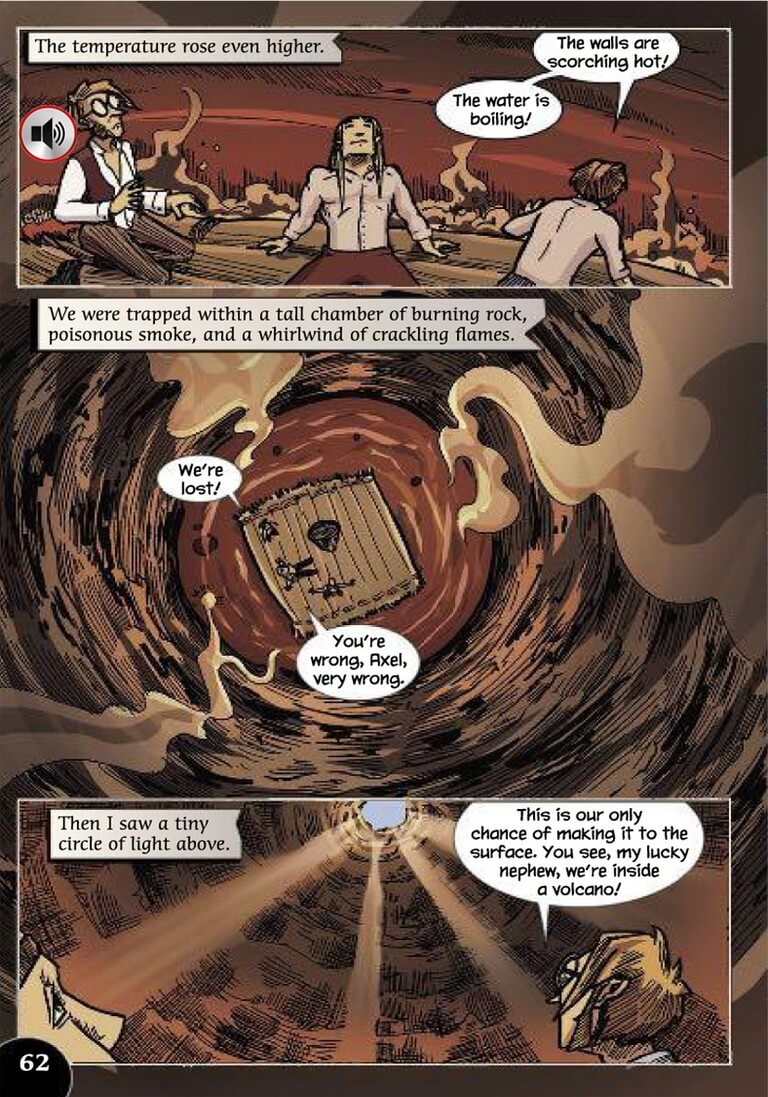 The temperature rose even higher.
The walls are
scorching hot!
The water is
boiling!
We were trapped within a tall chamber of burning rock,
poisonous smoke, and a whirlwind of crackling flames.
We're
lost!
You're
wrong, Axel,
very wrong.
Then I saw a tiny
circle of light above.
This is our only
chance of making it to the
surface. You see, my lucky
nephew, we're inside
a volcano!
62